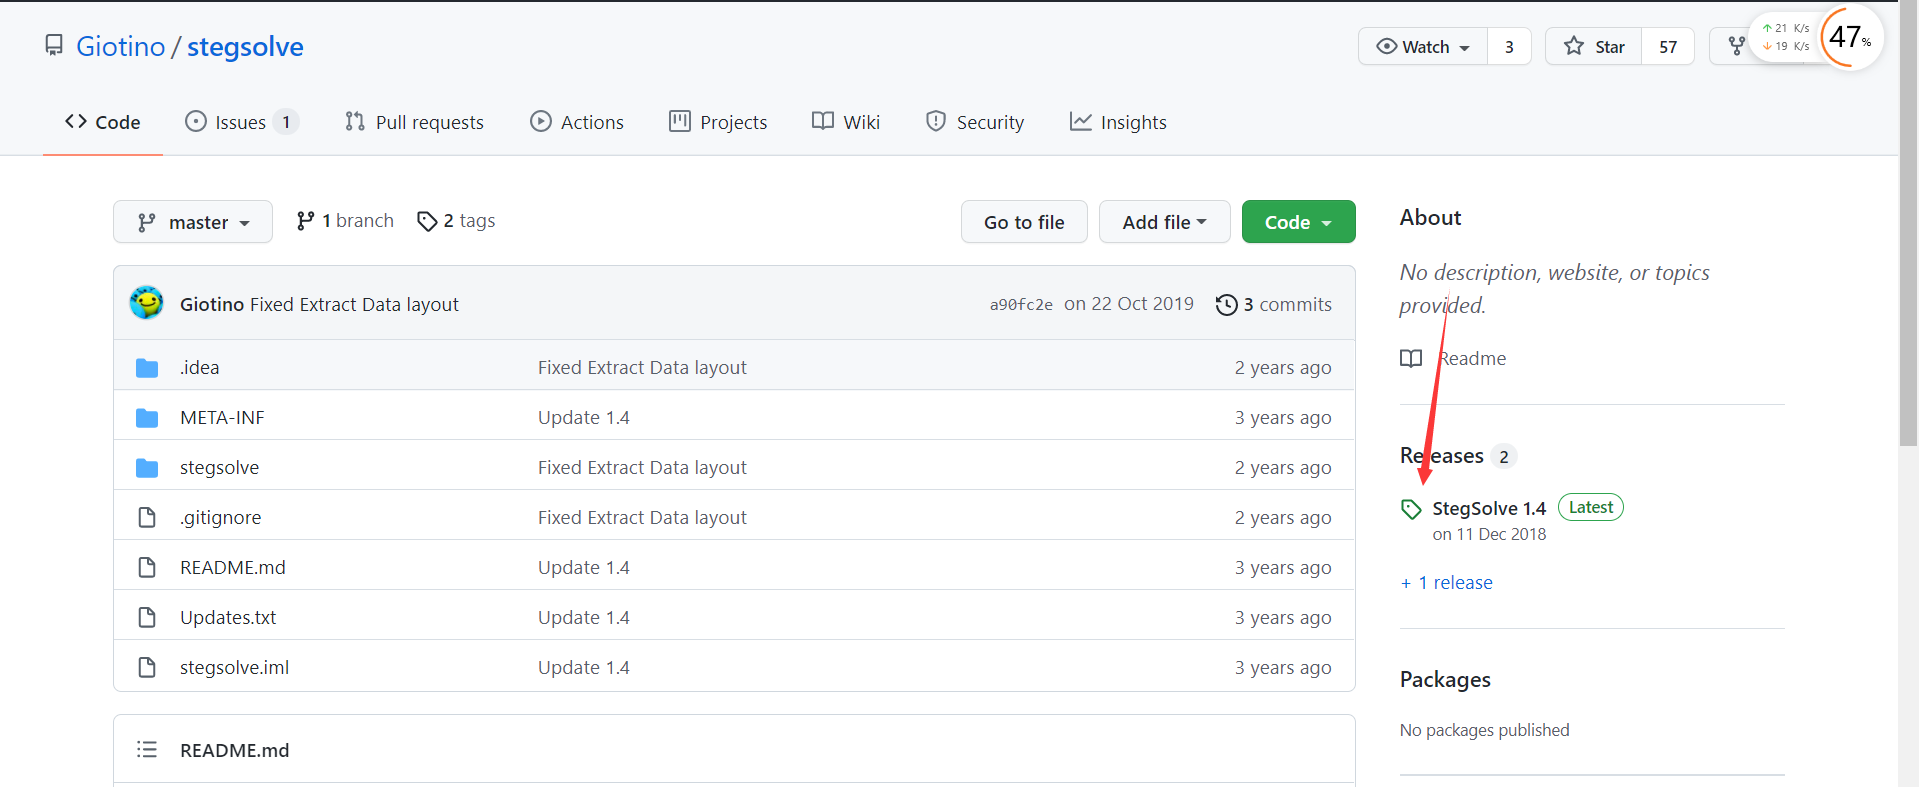 Giotino / stegsolve
Watch 3
Star 57
↑ 21 K/s
↓ 19 K/s
47%
Code
Issues 1
Pull requests
Actions
Projects
Wiki
Security
Insights
master
1 branch
2 tags
Go to file
Add file
Code
Giotino Fixed Extract Data layout a90fc2e on 22 Oct 2019 3 commits
.idea Fixed Extract Data layout 2 years ago
META-INF Update 1.4 3 years ago
stegsolve Fixed Extract Data layout 2 years ago
.gitignore Fixed Extract Data layout 2 years ago
README.md Update 1.4 3 years ago
Updates.txt Update 1.4 3 years ago
stegsolve.iml Update 1.4 3 years ago
README.md
About
No description, website, or topics
provided.
Readme
Releases 2
StegSolve 1.4 Latest
on 11 Dec 2018
+ 1 release
Packages
No packages published